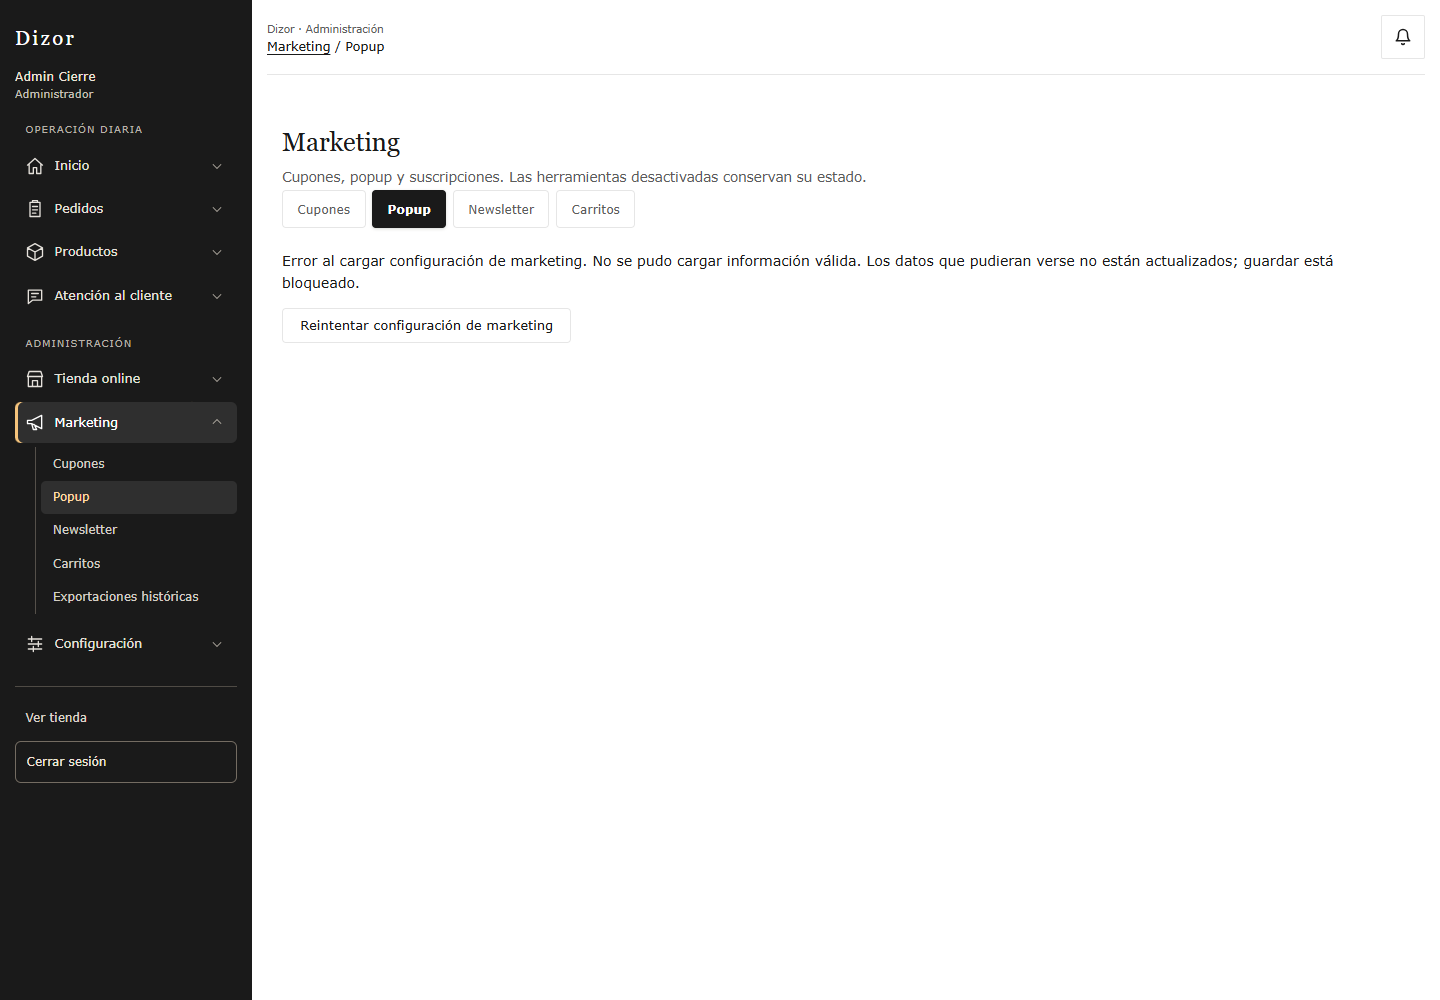 Dizor
Admin Cierre
Administrador
OPERACIÓN DIARIA
Inicio
Pedidos
Productos
Atención al cliente
ADMINISTRACIÓN
Tienda online
Marketing
Cupones
Popup
Newsletter
Carritos
Exportaciones históricas
Configuración
Ver tienda
Cerrar sesión
Dizor · Administración
Marketing / Popup
Marketing
Cupones, popup y suscripciones. Las herramientas desactivadas conservan su estado.
Cupones
Popup
Newsletter
Carritos
Error al cargar configuración de marketing. No se pudo cargar información válida. Los datos que pudieran verse no están actualizados; guardar está
bloqueado.
Reintentar configuración de marketing